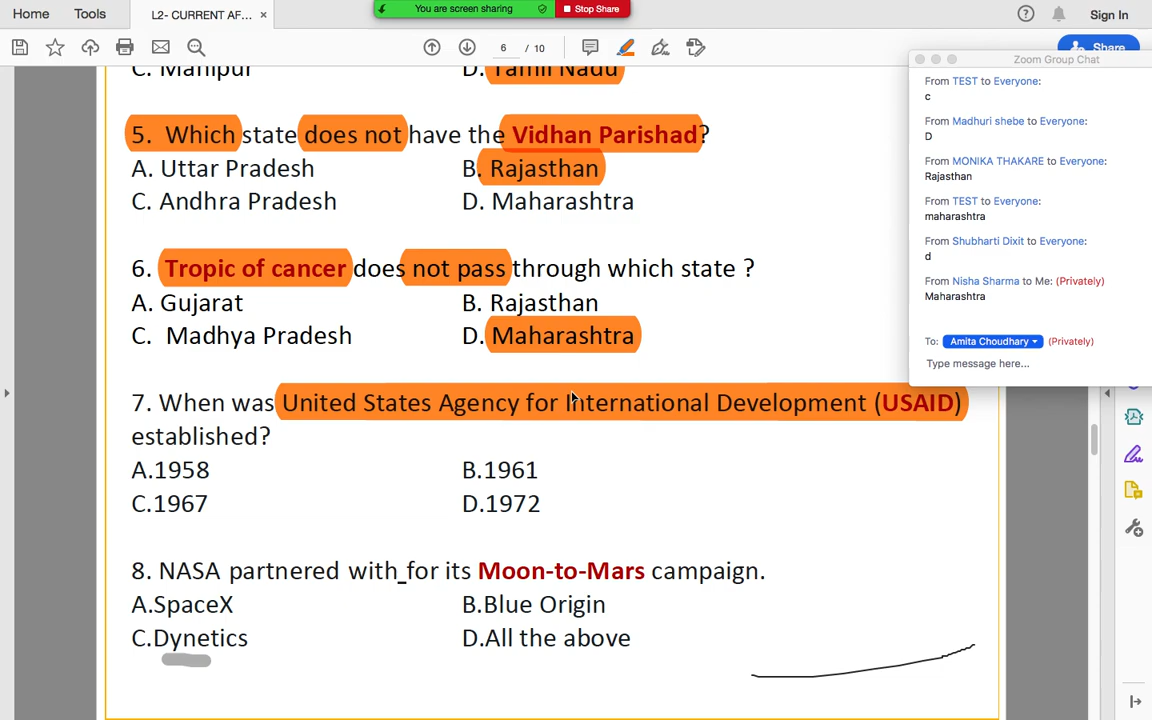 Home Tools L2- CURRENT AF... × You are screen sharing Stop Share Sign In
6 / 10 Share
C. Manipur D. Tamil Nadu
5. Which state does not have the Vidhan Parishad?
A. Uttar Pradesh B. Rajasthan
C. Andhra Pradesh D. Maharashtra
6. Tropic of cancer does not pass through which state ?
A. Gujarat B. Rajasthan
C. Madhya Pradesh D. Maharashtra
7. When was United States Agency for International Development (USAID)
established?
A.1958 B.1961
C.1967 D.1972
8. NASA partnered with_for its Moon-to-Mars campaign.
A.SpaceX B.Blue Origin
C.Dynetics D.All the above
Zoom Group Chat
From TEST to Everyone:
c
From Madhuri shebe to Everyone:
D
From MONIKA THAKARE to Everyone:
Rajasthan
From TEST to Everyone:
maharashtra
From Shubharti Dixit to Everyone:
d
From Nisha Sharma to Me: (Privately)
Maharashtra
To: Amita Choudhary (Privately)
Type message here...